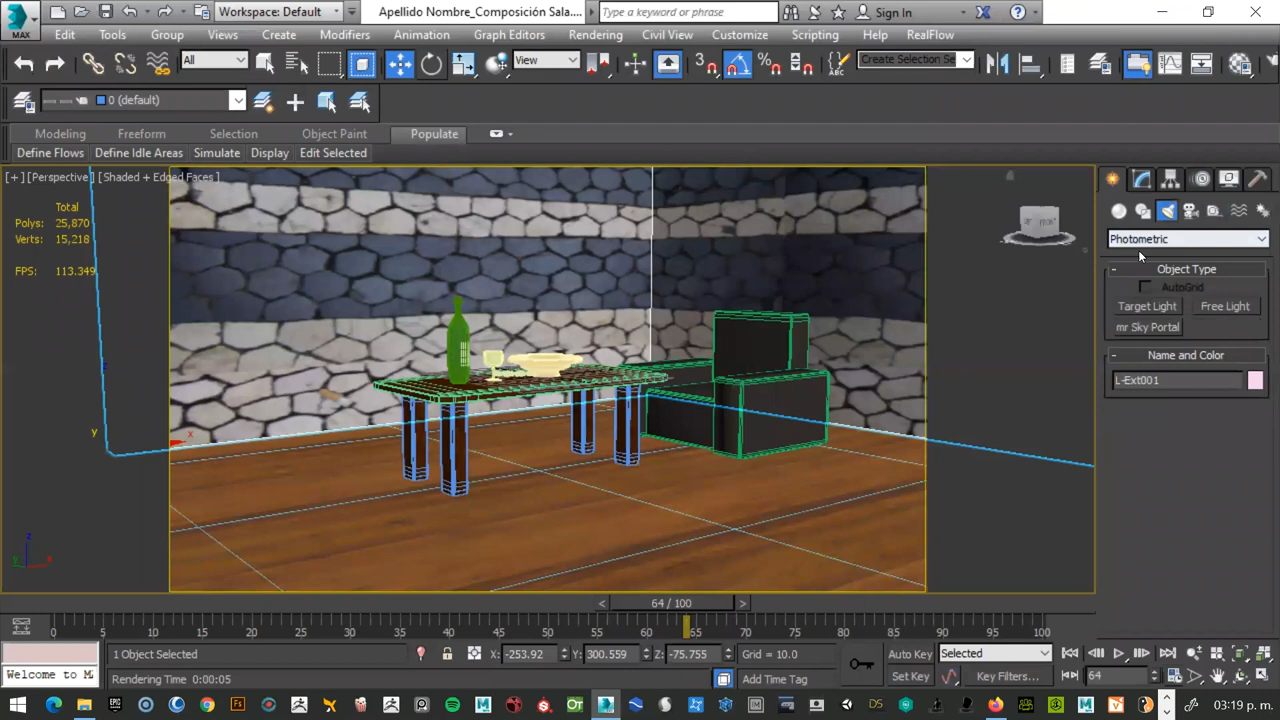 MAX
Workspace: Default
Apellido Nombre_Composición Sala....
Type a keyword or phrase
Sign In
Edit Tools Group Views Create Modifiers Animation Graph Editors Rendering Civil View Customize Scripting Help RealFlow
All
View
3
Create Selection Se
0 (default)
Modeling Freeform Selection Object Paint Populate
Define Flows Define Idle Areas Simulate Display Edit Selected
[+] [Perspective] [Shaded + Edged Faces]
Total
Polys: 25,870
Verts: 15,218
FPS: 113.349
Photometric
- Object Type
AutoGrid
Target Light Free Light
mr Sky Portal
- Name and Color
L-Ext001
y
x
z
< 64 / 100 >
0 5 10 15 20 25 30 35 40 45 50 55 60 65 70 75 80 85 90 95 100
1 Object Selected
X: -253.92 Y: 300.559 Z: -75.755
Grid = 10.0
Auto Key
Selected
Welcome to M
Rendering Time 0:00:05
Add Time Tag
Set Key
Key Filters...
64
03:19 p. m.